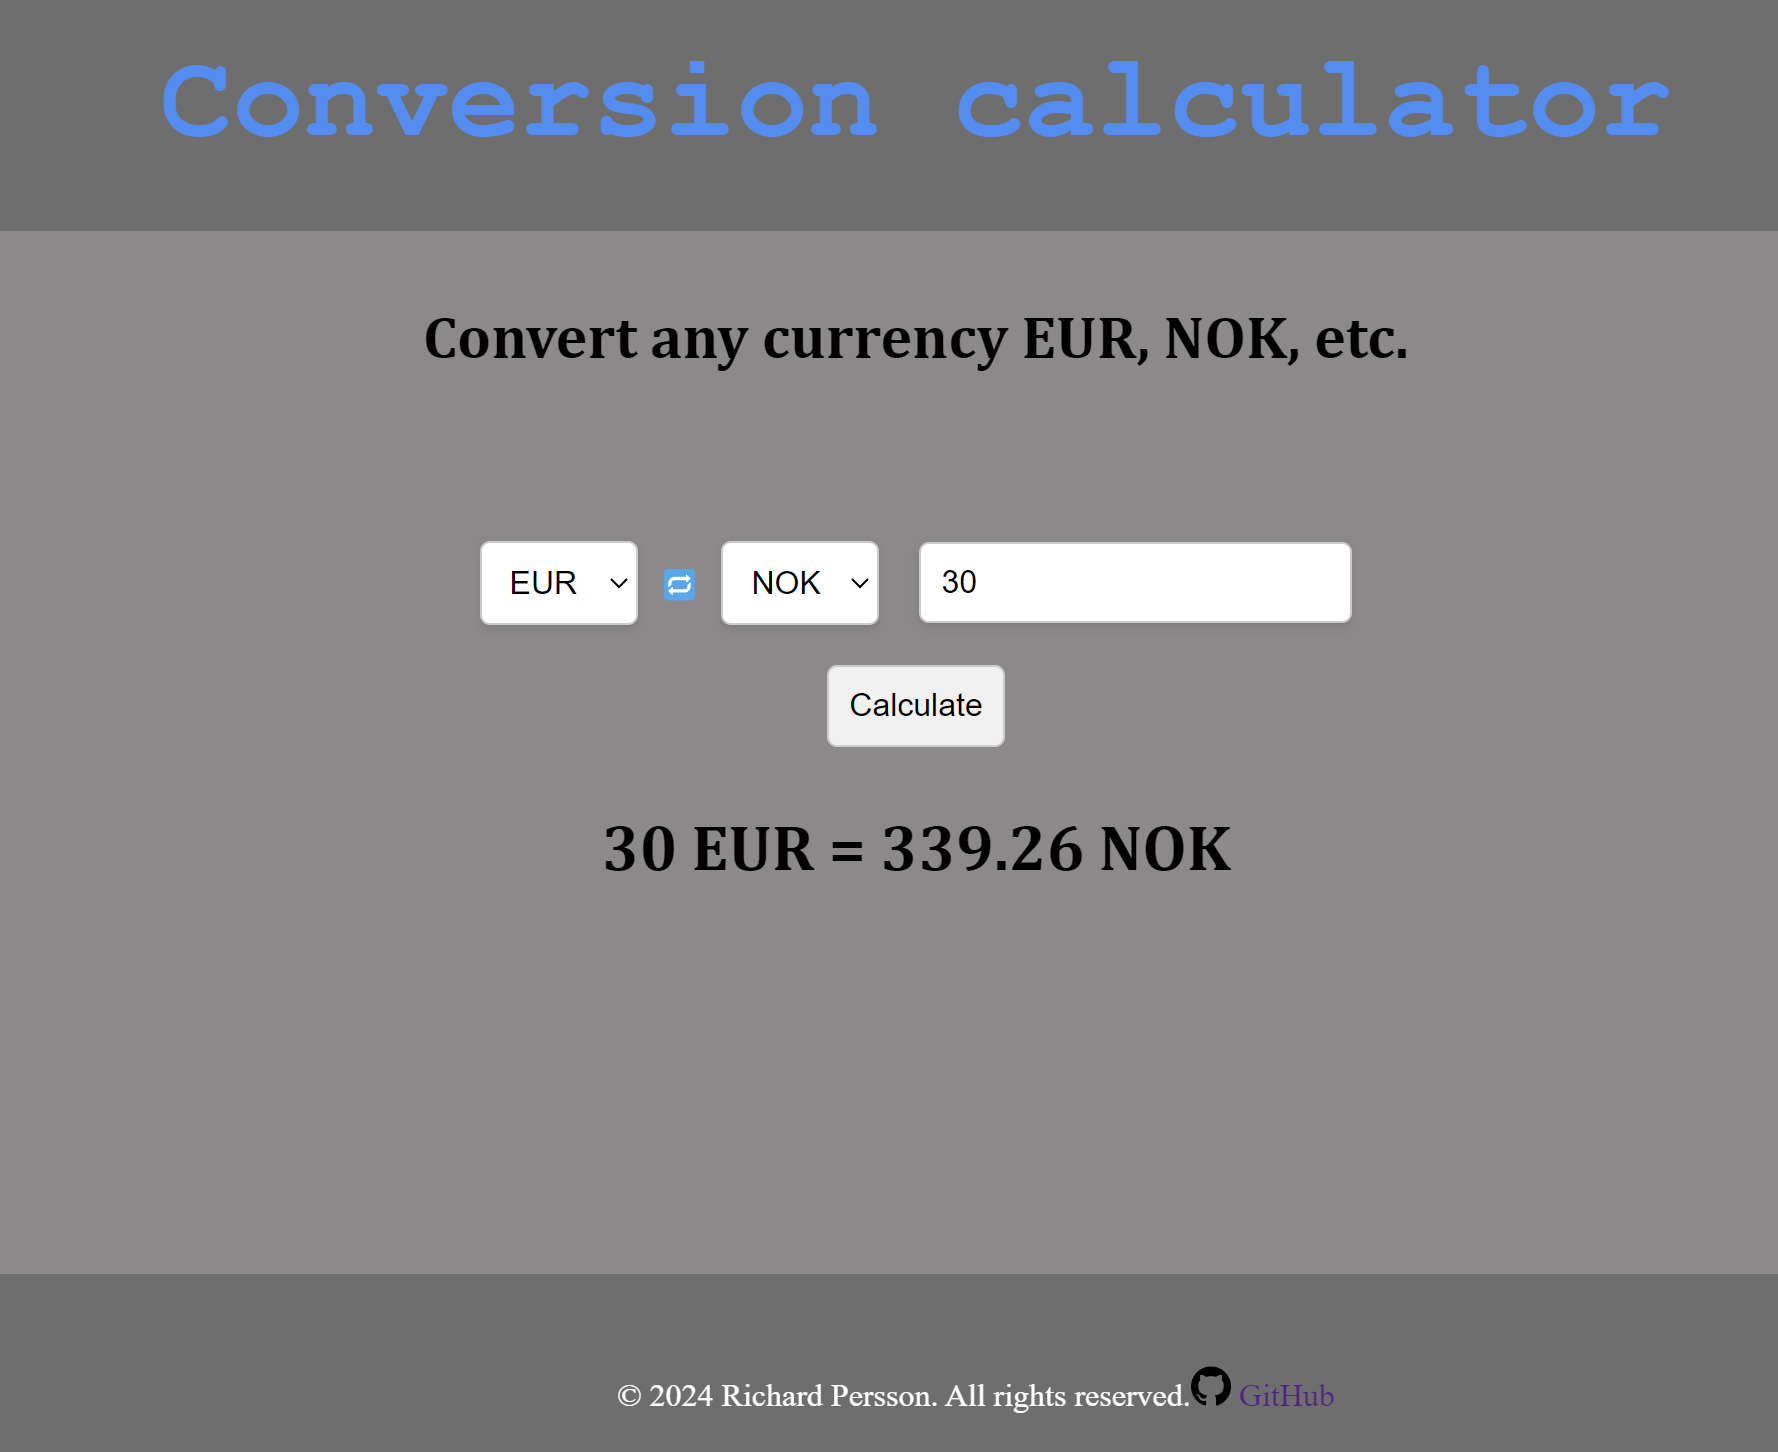 Conversion calculator
Convert any currency EUR, NOK, etc.
EUR NOK 30
Calculate
30 EUR = 339.26 NOK
© 2024 Richard Persson. All rights reserved. GitHub